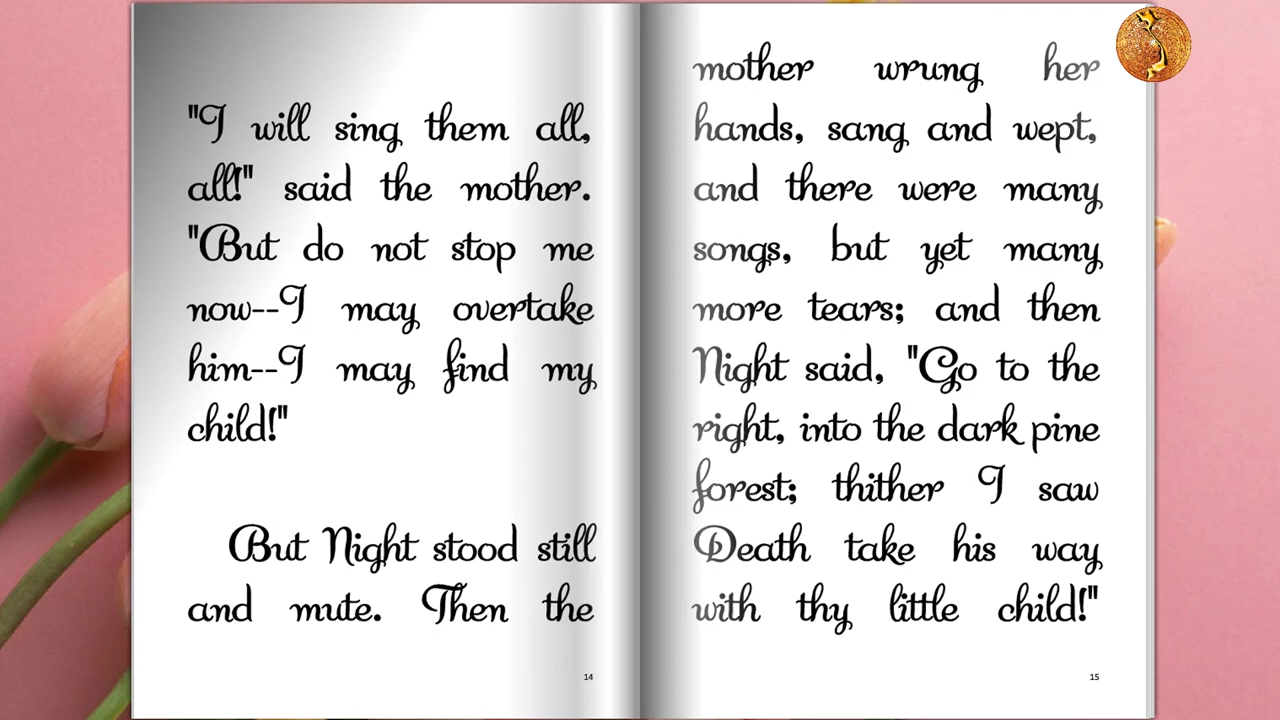 "I will sing them all,
all!" said the mother.
"But do not stop me
now--I may overtake
him--I may find my
child!"
But Night stood still
and mute. Then the
14
mother wrung her
hands, sang and wept,
and there were many
songs, but yet many
more tears; and then
Night said, "Go to the
right, into the dark pine
forest; thither I saw
Death take his way
with thy little child!"
15